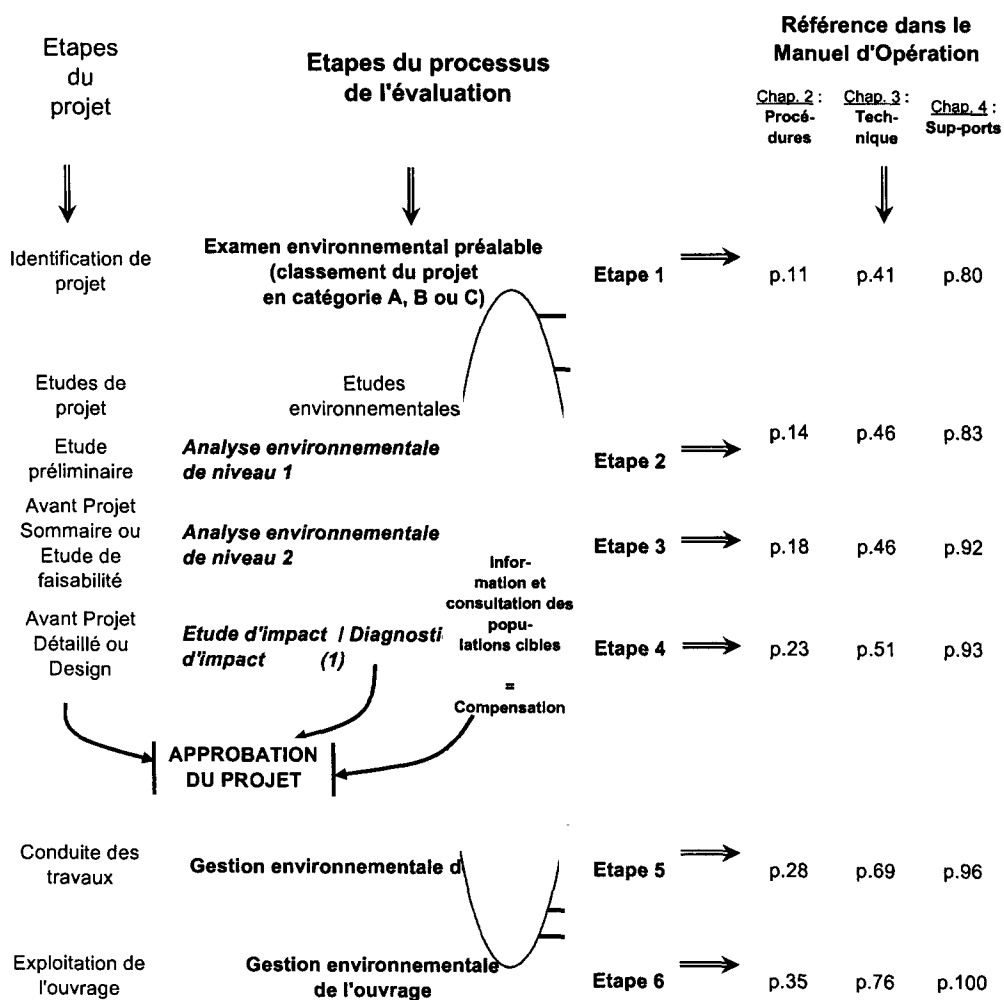 Etapes
du
projet
Etapes du processus
de l'évaluation
Référence dans le
Manuel d'Opération
Chap. 2 :
Procé-
dures
Chap. 3 :
Tech-
nique
Chap. 4 :
Sup-ports
Identification de
projet
Examen environnemental préalable
(classement du projet
en catégorie A, B ou C)
Etape 1
p.11
p.41
p.80
Etudes de
projet
Etudes
environnementales
Etude
préliminaire
Analyse environnementale
de niveau 1
Etape 2
p.14
p.46
p.83
Avant Projet
Sommaire ou
Etude de
faisabilité
Analyse environnementale
de niveau 2
Etape 3
p.18
p.46
p.92
Infor-
mation et
consultation des
popu-
lations cibles
=
Compensation
Avant Projet
Détaillé ou
Design
Etude d'impact / Diagnosti
d'impact (1)
Etape 4
p.23
p.51
p.93
APPROBATION
DU PROJET
Conduite des
travaux
Gestion environnementale d
Etape 5
p.28
p.69
p.96
Exploitation de
l'ouvrage
Gestion environnementale
de l'ouvrage
Etape 6
p.35
p.76
p.100